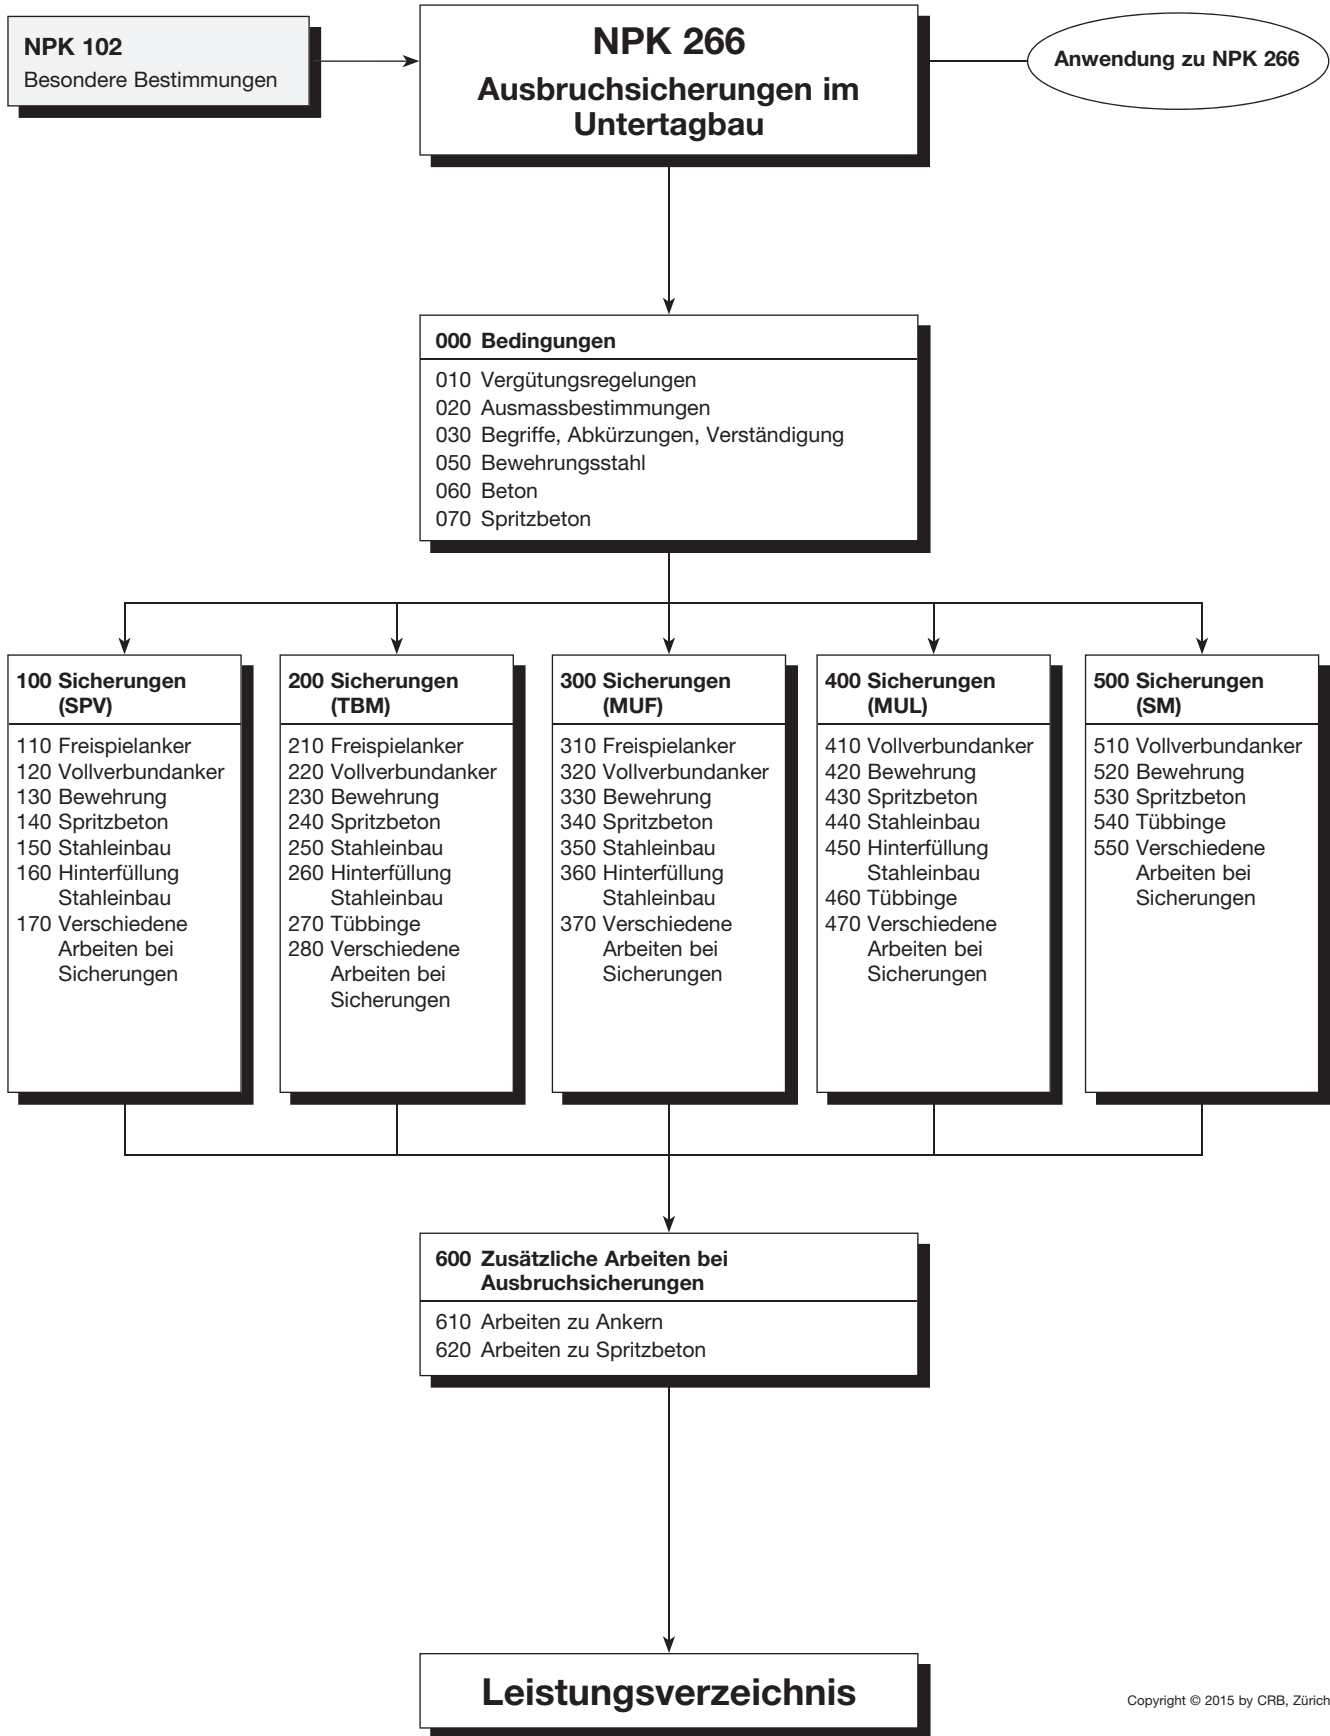 NPK 102
Besondere Bestimmungen
NPK 266
Ausbruchsicherungen im
Untertagbau
Anwendung zu NPK 266
000 Bedingungen
010 Vergütungsregelungen
020 Ausmassbestimmungen
030 Begriffe, Abkürzungen, Verständigung
050 Bewehrungsstahl
060 Beton
070 Spritzbeton
100 Sicherungen
(SPV)
110 Freispielanker
120 Vollverbundanker
130 Bewehrung
140 Spritzbeton
150 Stahleinbau
160 Hinterfüllung
Stahleinbau
170 Verschiedene
Arbeiten bei
Sicherungen
200 Sicherungen
(TBM)
210 Freispielanker
220 Vollverbundanker
230 Bewehrung
240 Spritzbeton
250 Stahleinbau
260 Hinterfüllung
Stahleinbau
270 Tübbinge
280 Verschiedene
Arbeiten bei
Sicherungen
300 Sicherungen
(MUF)
310 Freispielanker
320 Vollverbundanker
330 Bewehrung
340 Spritzbeton
350 Stahleinbau
360 Hinterfüllung
Stahleinbau
370 Verschiedene
Arbeiten bei
Sicherungen
400 Sicherungen
(MUL)
410 Vollverbundanker
420 Bewehrung
430 Spritzbeton
440 Stahleinbau
450 Hinterfüllung
Stahleinbau
460 Tübbinge
470 Verschiedene
Arbeiten bei
Sicherungen
500 Sicherungen
(SM)
510 Vollverbundanker
520 Bewehrung
530 Spritzbeton
540 Tübbinge
550 Verschiedene
Arbeiten bei
Sicherungen
600 Zusätzliche Arbeiten bei
Ausbruchsicherungen
610 Arbeiten zu Ankern
620 Arbeiten zu Spritzbeton
Leistungsverzeichnis
Copyright © 2015 by CRB, Zürich